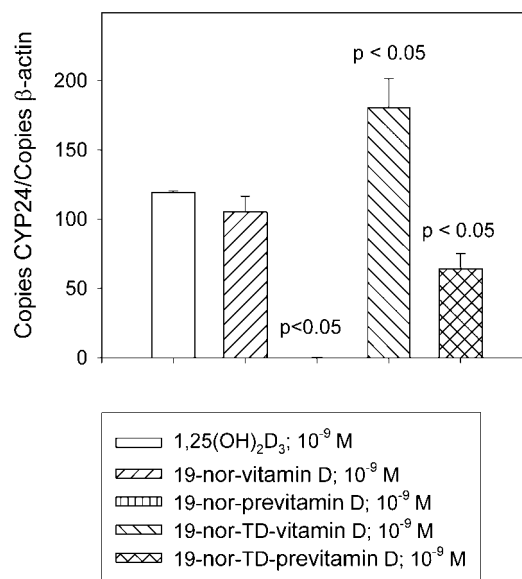 Copies CYP24/Copies β-actin
200
150
100
50
0
p<0.05
p < 0.05
p < 0.05
1,25(OH)₂D₃; 10⁻⁹ M
19-nor-vitamin D; 10⁻⁹ M
19-nor-previtamin D; 10⁻⁹ M
19-nor-TD-vitamin D; 10⁻⁹ M
19-nor-TD-previtamin D; 10⁻⁹ M